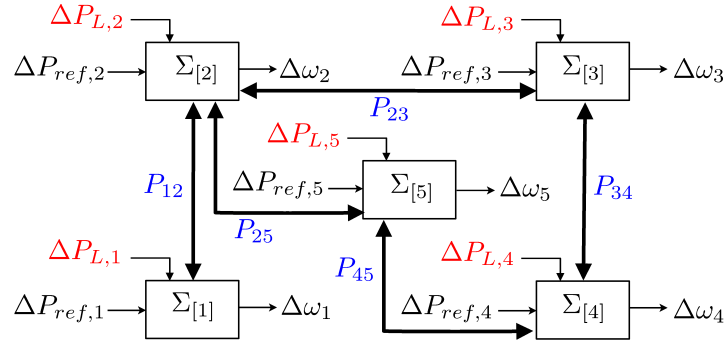 ΔP_{L,2} ΔP_{L,3}
ΔP_{ref,2} Σ_{[2]} Δω_2 ΔP_{ref,3} Σ_{[3]} Δω_3
P_{23}
ΔP_{L,5}
P_{12} ΔP_{ref,5} Σ_{[5]} Δω_5 P_{34}
P_{25}
ΔP_{L,1} P_{45} ΔP_{L,4}
ΔP_{ref,1} Σ_{[1]} Δω_1 ΔP_{ref,4} Σ_{[4]} Δω_4